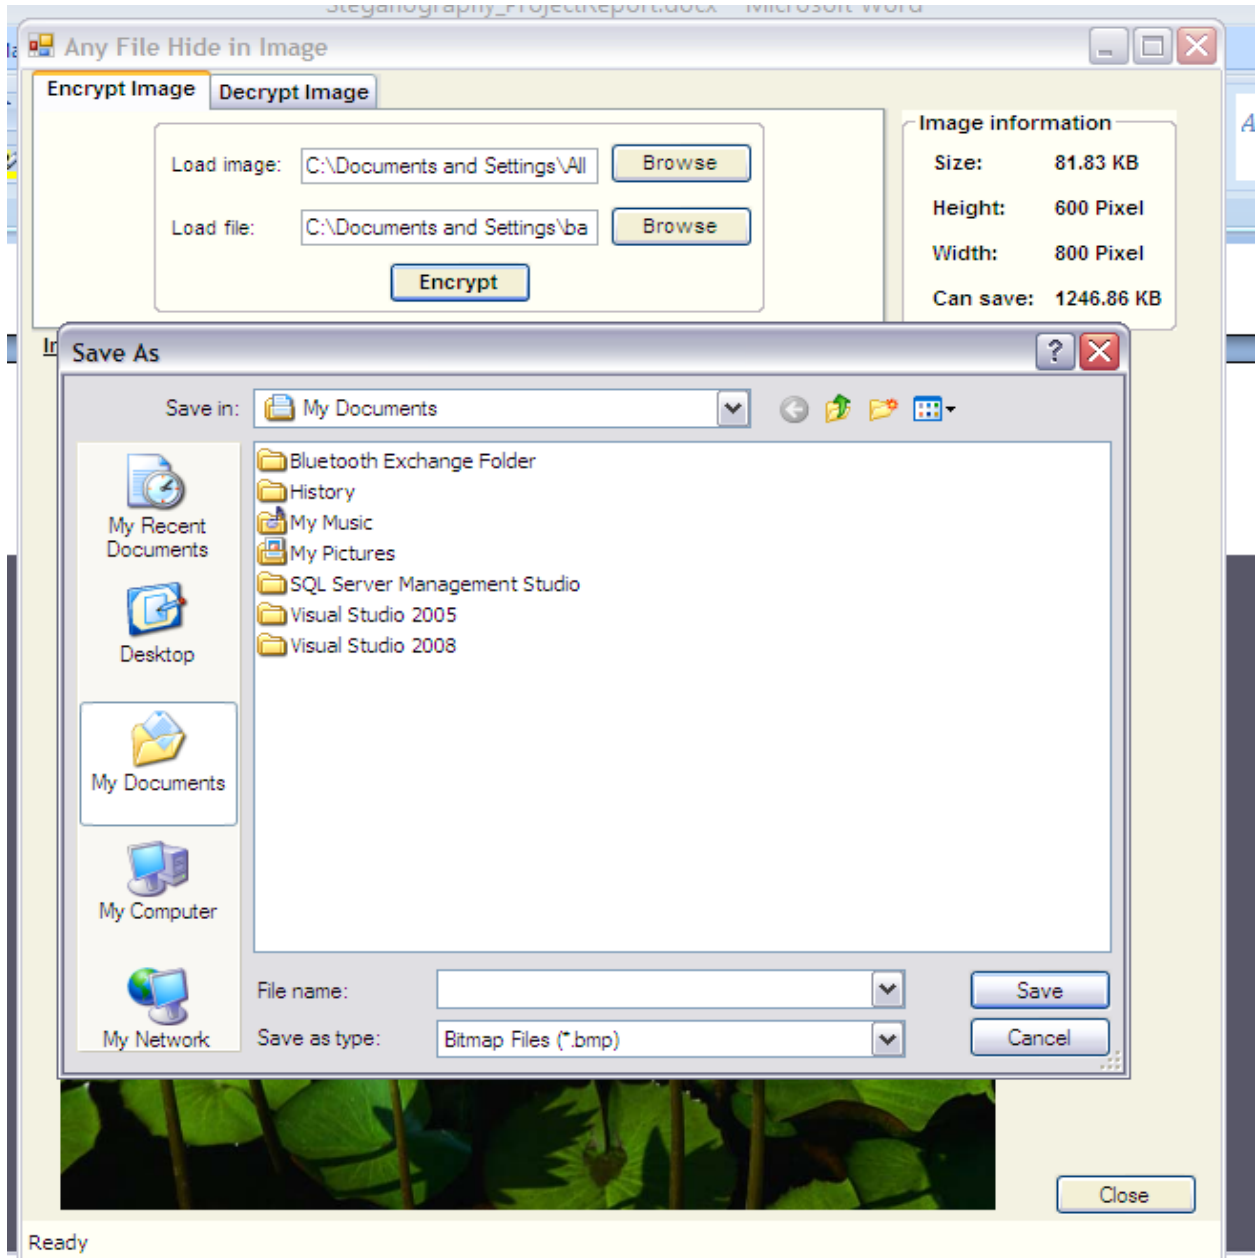 Steganography_ProjectReport.docx - Microsoft Word
Any File Hide in Image
Encrypt Image Decrypt Image
Load image: C:\Documents and Settings\All Browse
Load file: C:\Documents and Settings\ba Browse
Encrypt
Image information
Size: 81.83 KB
Height: 600 Pixel
Width: 800 Pixel
Can save: 1246.86 KB
Save As
Save in: My Documents
My Recent
Documents
Desktop
My Documents
My Computer
My Network
Bluetooth Exchange Folder
History
My Music
My Pictures
SQL Server Management Studio
Visual Studio 2005
Visual Studio 2008
File name: Save
Save as type: Bitmap Files (*.bmp) Cancel
Close
Ready